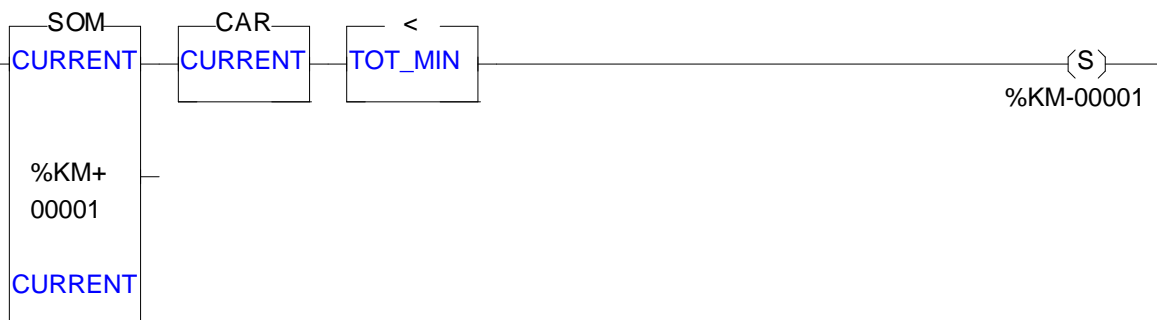 SOM CAR <
CURRENT CURRENT TOT_MIN (S)
%KM-00001
%KM+
00001
CURRENT